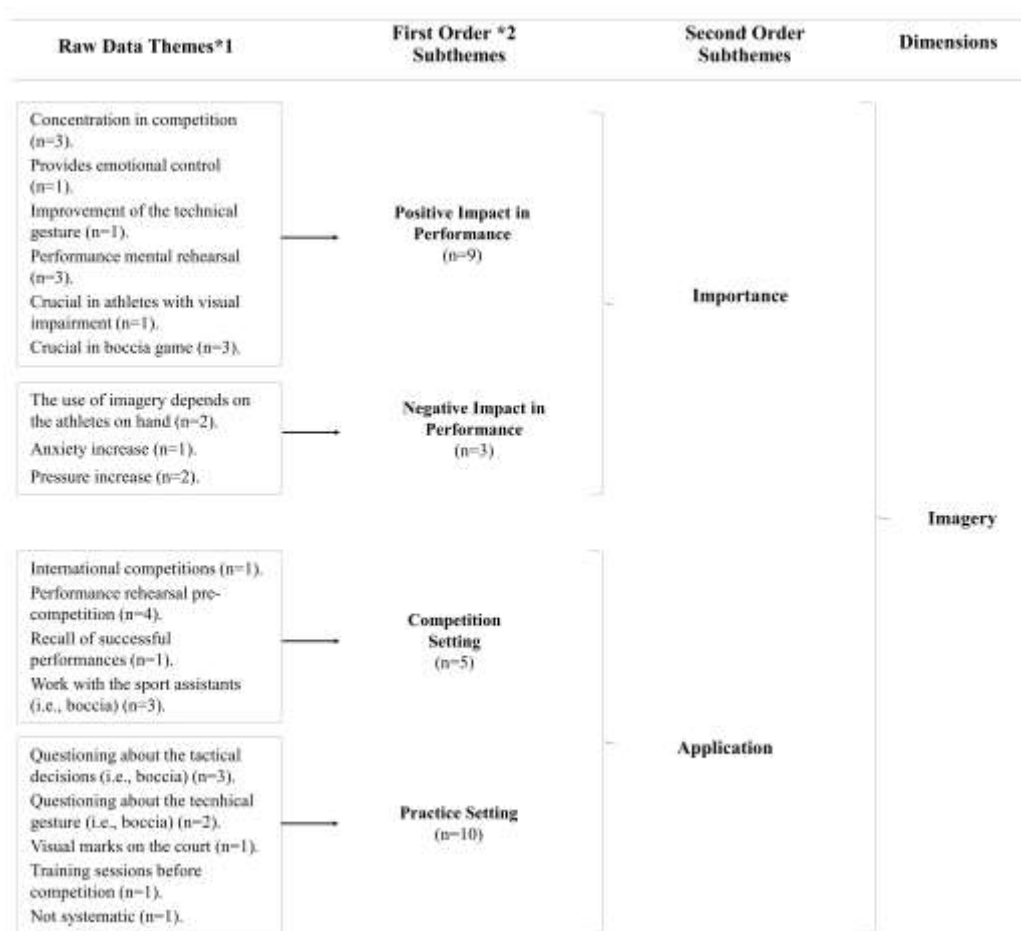 Raw Data Themes*1
First Order *2
Subthemes
Second Order
Subthemes
Dimensions
Concentration in competition
(n=3).
Provides emotional control
(n=1).
Improvement of the technical
gesture (n=1).
Performance mental rehearsal
(n=3).
Crucial in athletes with visual
impairment (n=1).
Crucial in boccia game (n=3).
Positive Impact in
Performance
(n=9)
Importance
The use of imagery depends on
the athletes on hand (n=2).
Anxiety increase (n=1).
Pressure increase (n=2).
Negative Impact in
Performance
(n=3)
Imagery
International competitions (n=1).
Performance rehearsal pre-
competition (n=4).
Recall of successful
performances (n=1).
Work with the sport assistants
(i.e., boccia) (n=3).
Competition
Setting
(n=5)
Application
Questioning about the tactical
decisions (i.e., boccia) (n=3).
Questioning about the tecnhical
gesture (i.e., boccia) (n=2).
Visual marks on the court (n=1).
Training sessions before
competition (n=1).
Not systematic (n=1).
Practice Setting
(n=10)